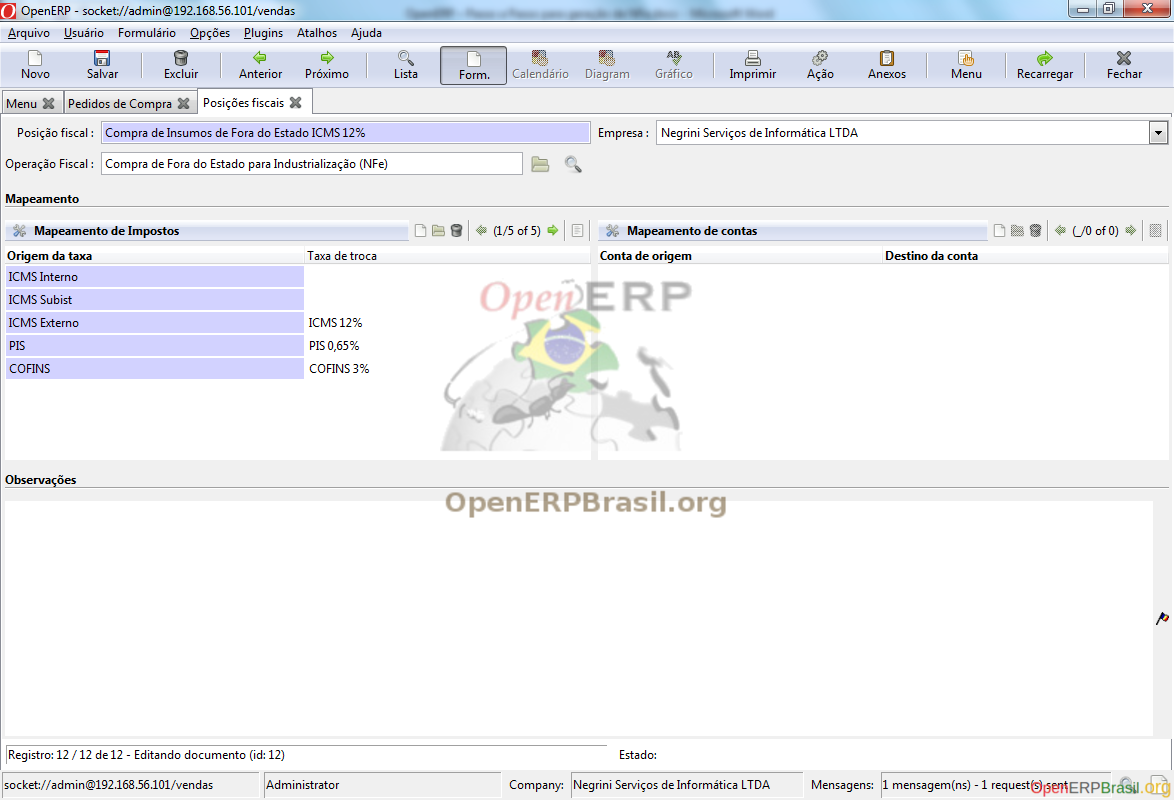 OpenERP - socket://admin@192.168.56.101/vendas
Arquivo Usuário Formulário Opções Plugins Atalhos Ajuda
Novo Salvar Excluir Anterior Próximo Lista Form. Calendário Diagram Gráfico Imprimir Ação Anexos Menu Recarregar Fechar
Menu Pedidos de Compra Posições fiscais
Posição fiscal : Compra de Insumos de Fora do Estado ICMS 12% Empresa : Negrini Serviços de Informática LTDA
Operação Fiscal : Compra de Fora do Estado para Industrialização (NFe)
Mapeamento
Mapeamento de Impostos (1/5 of 5) Mapeamento de contas (_/0 of 0)
Origem da taxa Taxa de troca Conta de origem Destino da conta
ICMS Interno
ICMS Subist
ICMS Externo ICMS 12%
PIS PIS 0,65%
COFINS COFINS 3%
OpenERP
Observações
OpenERPBrasil.org
Registro: 12 / 12 de 12 - Editando documento (id: 12) Estado:
socket://admin@192.168.56.101/vendas Administrator Company: Negrini Serviços de Informática LTDA Mensagens: 1 mensagem(ns) - 1 request(s) sent
OpenERPBrasil.org